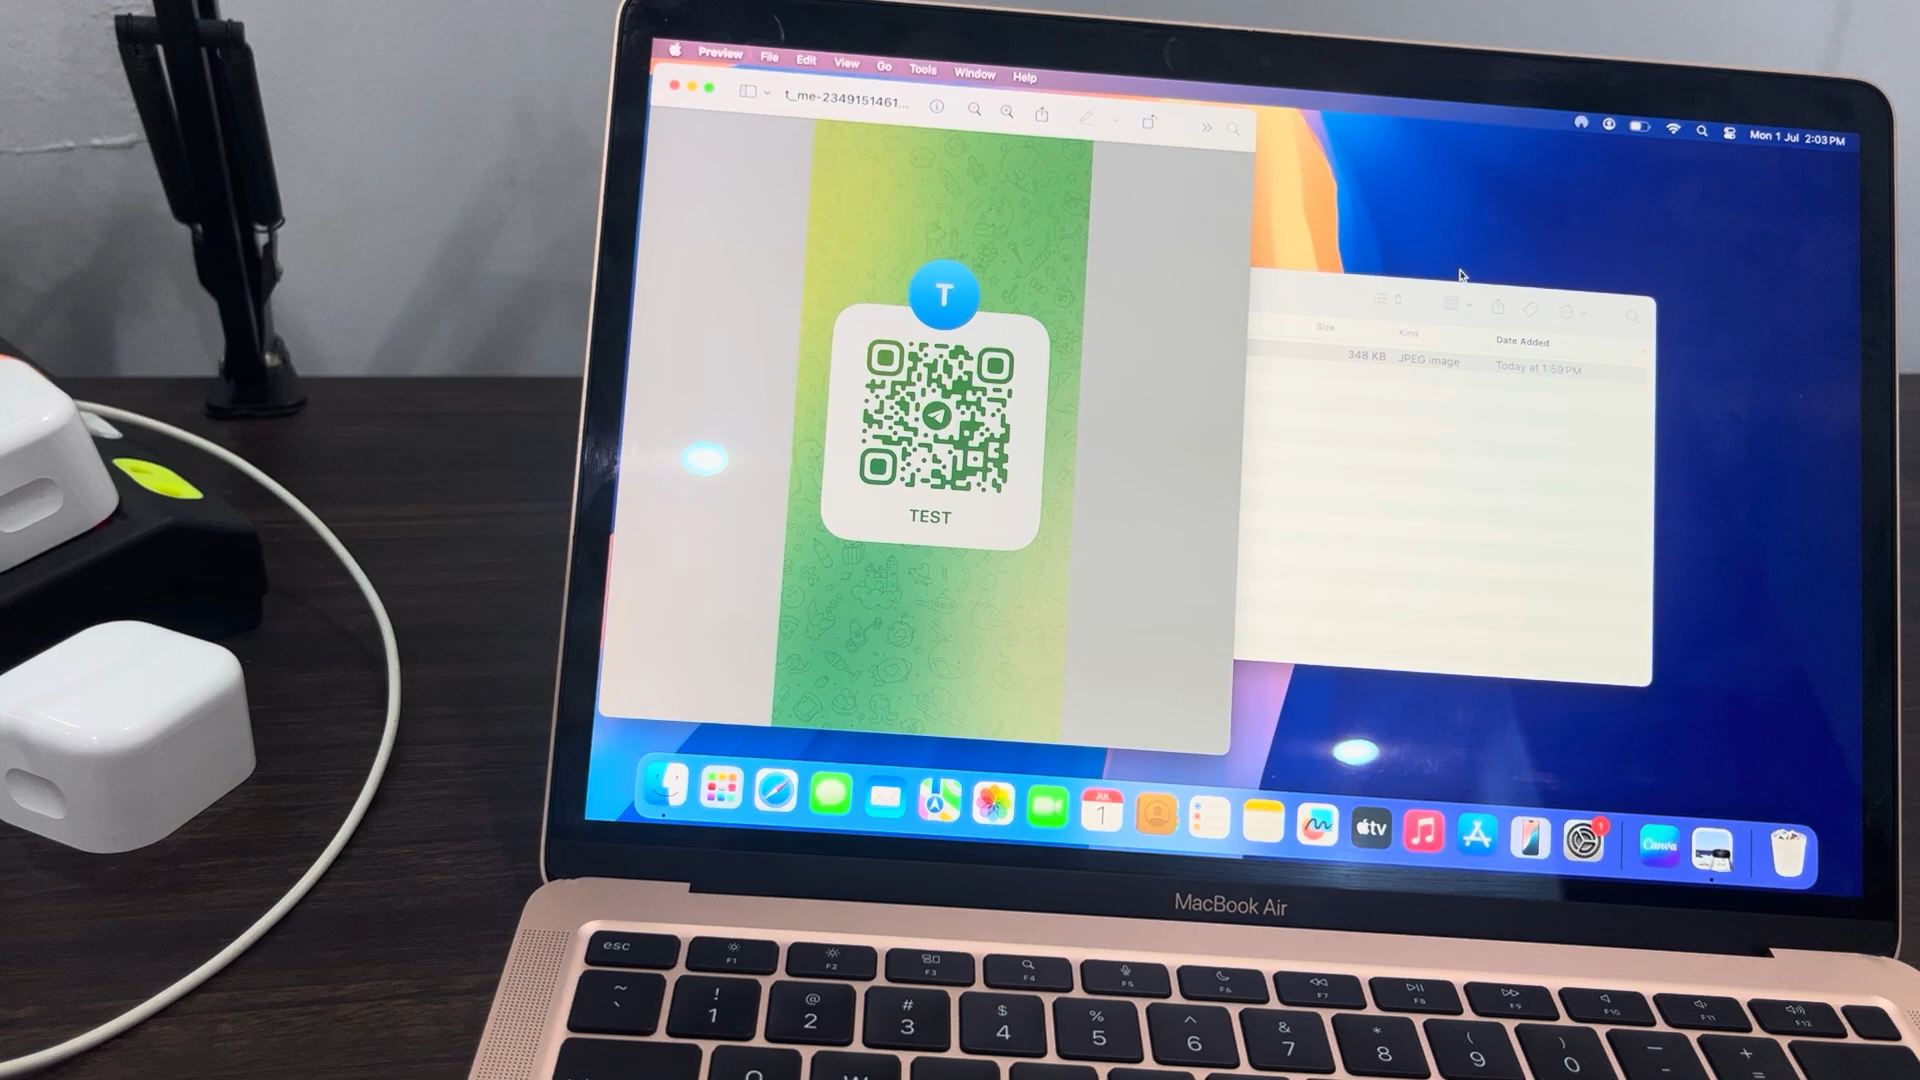 Preview File Edit View Go Tools Window Help
Mon 1 Jul 2:03 PM
t_me-2349151461...
T
TEST
Size Kind Date Added
348 KB JPEG image Today at 1:59 PM
JUL
1
tv
1
Canva
MacBook Air
esc F1 F2 F3 F4 F5 F6 F7 F8 F9 F10 F11 F12
~ ! @ # $ % ^ & * ( ) — +
` 1 2 3 4 5 6 7 8 9 0 - =